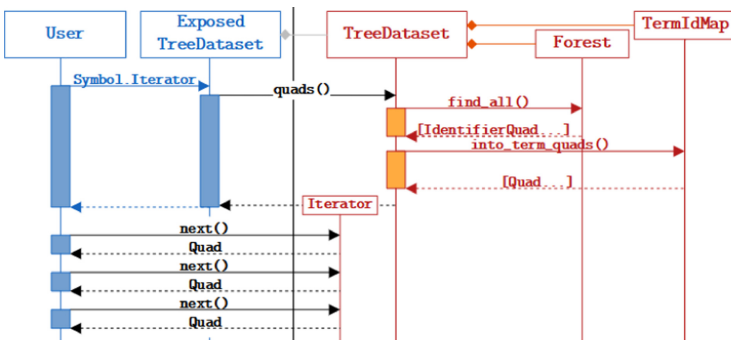 User
Exposed
TreeDataset
TreeDataset
Forest
TermIdMap
Symbol.Iterator
quads()
find_all()
[IdentifierQuad...]
into_term_quads()
[Quad...]
Iterator
next()
Quad
next()
Quad
next()
Quad